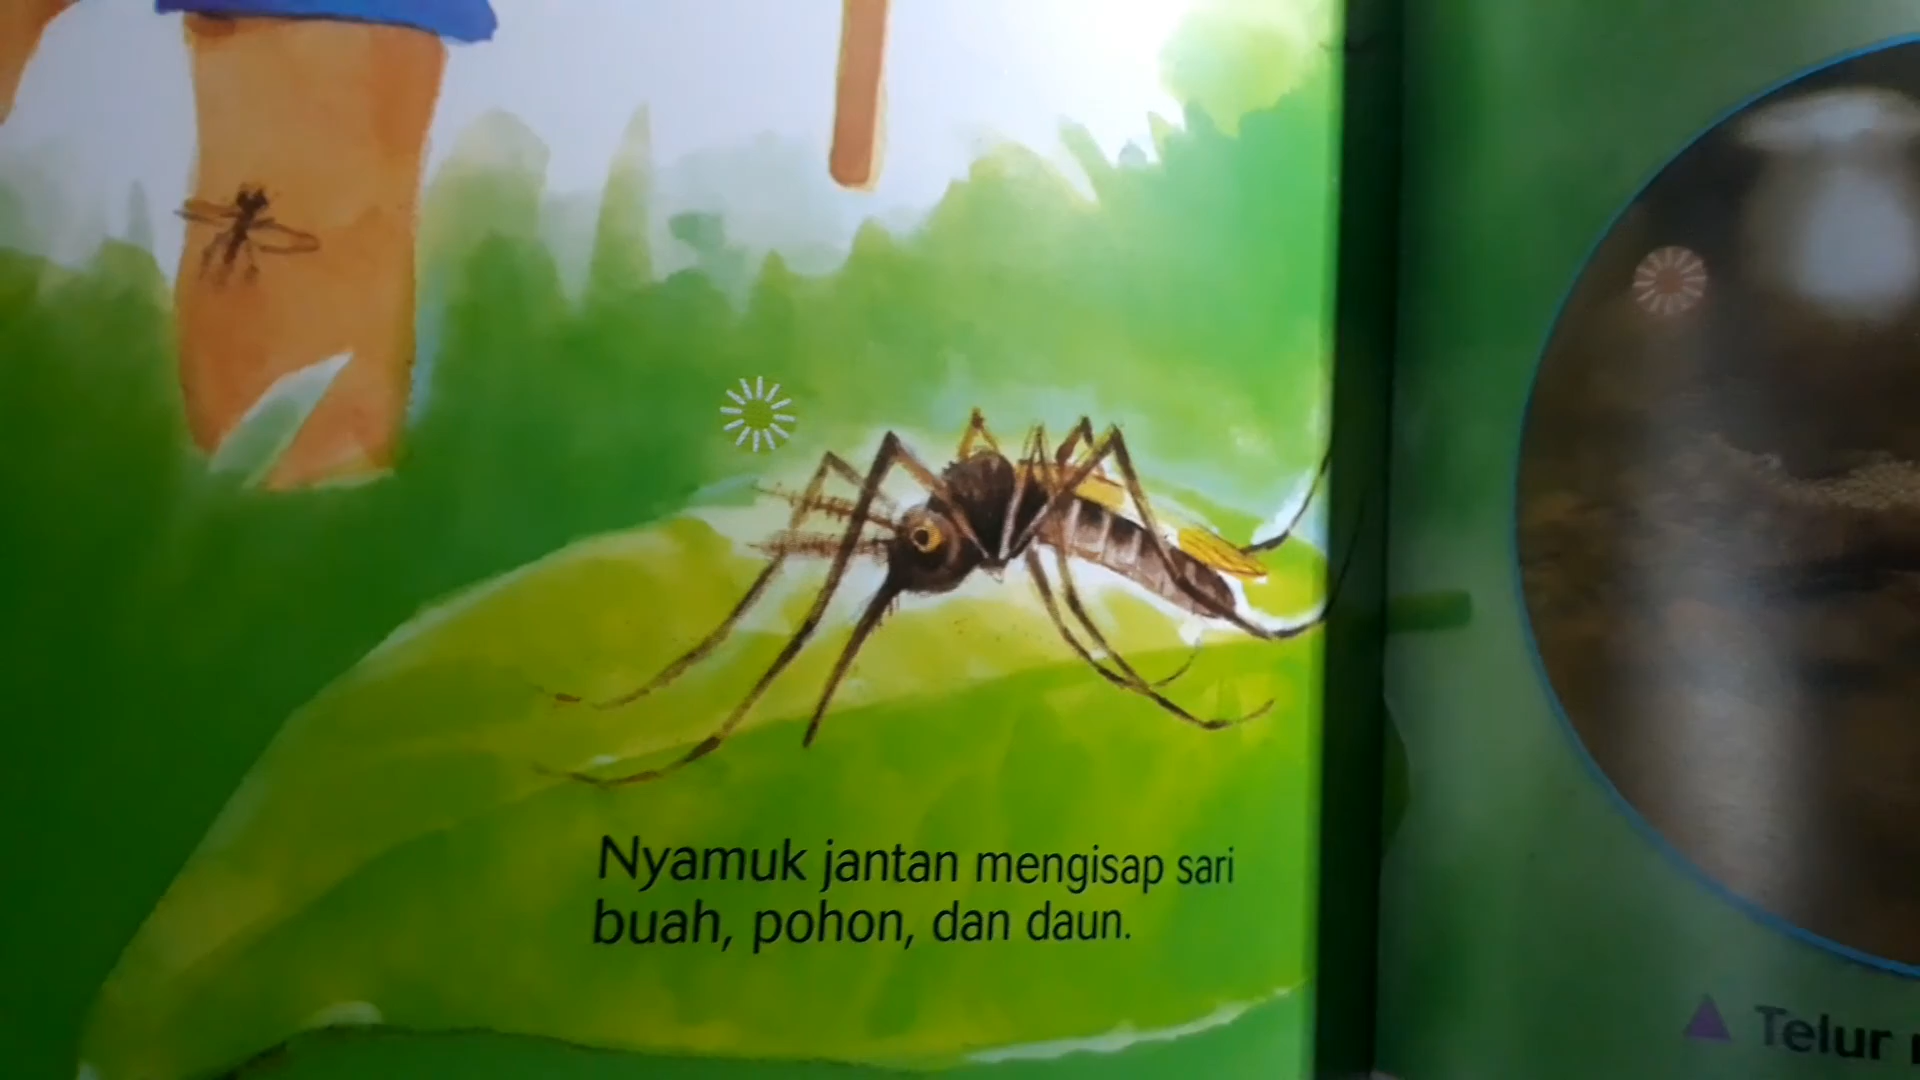 Nyamuk jantan mengisap sari
buah, pohon, dan daun.
Telur